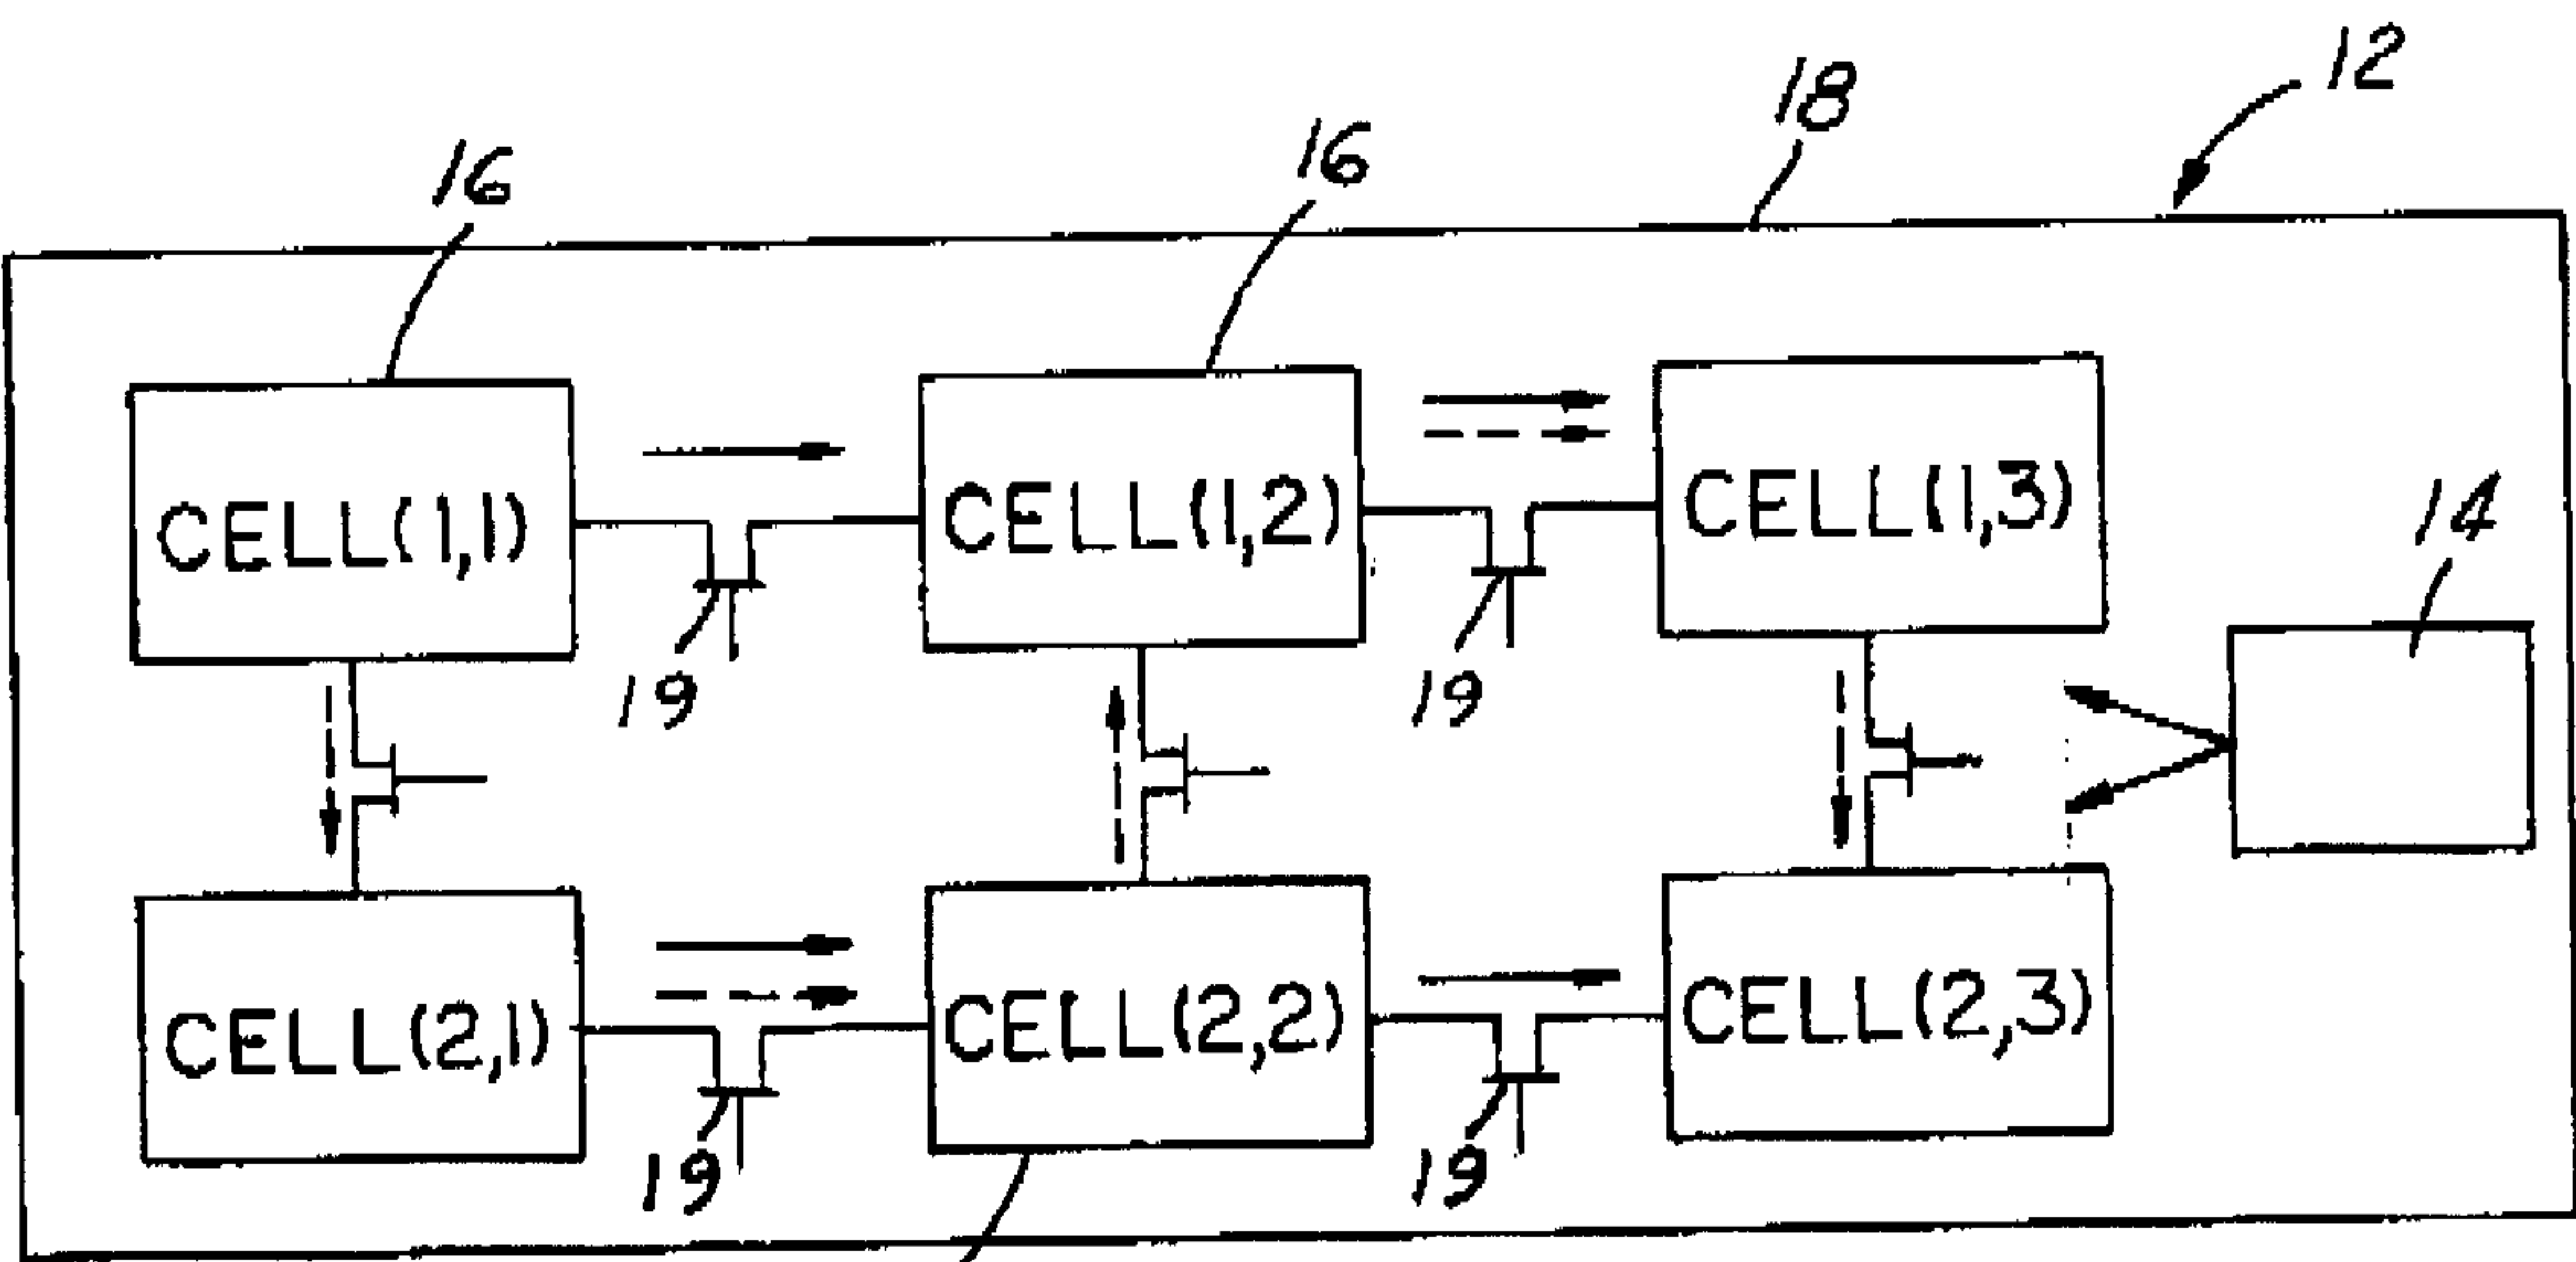 12
18
16
16
CELL(1,1)
CELL(1,2)
CELL(1,3)
14
19
19
CELL(2,1)
CELL(2,2)
CELL(2,3)
19
19